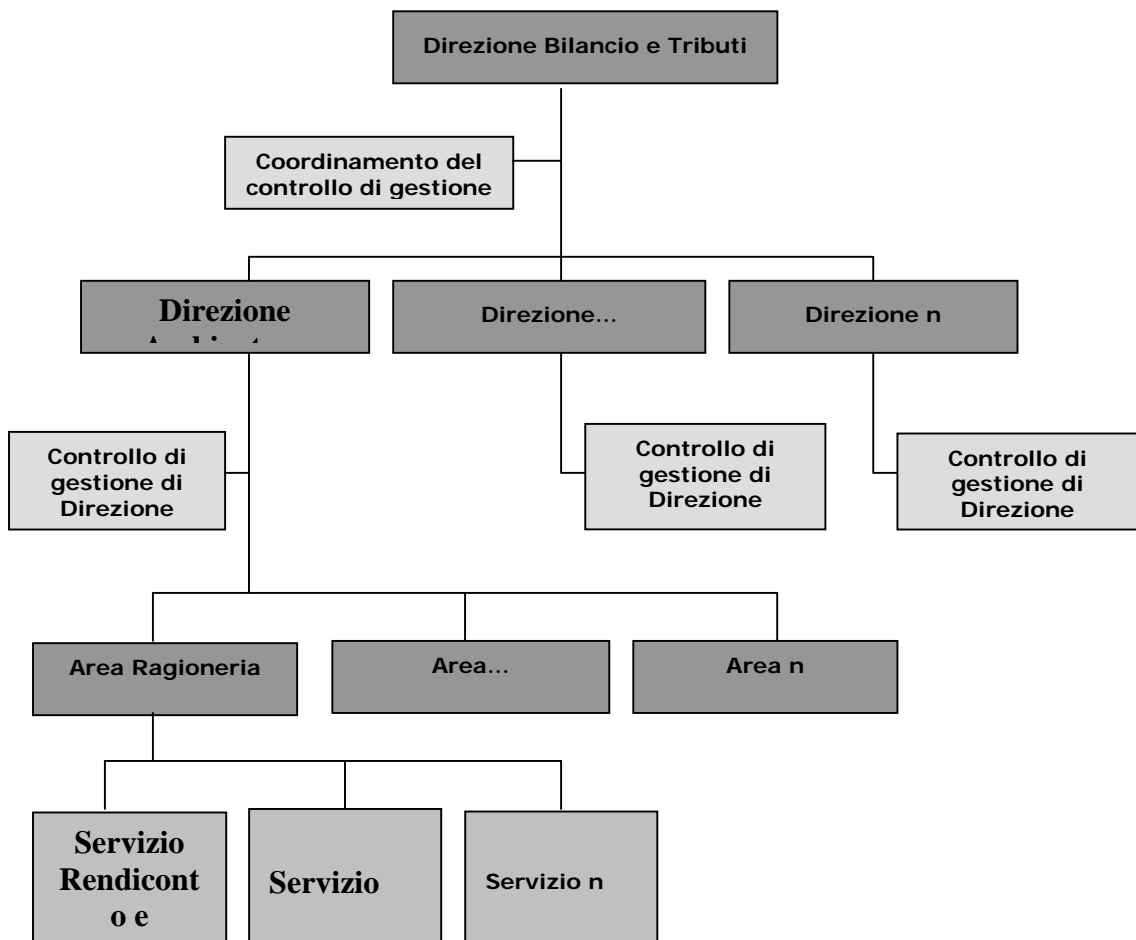 Direzione Bilancio e Tributi
Coordinamento del
controllo di gestione
Direzione
Direzione...
Direzione n
Controllo di
gestione di
Direzione
Controllo di
gestione di
Direzione
Controllo di
gestione di
Direzione
Area Ragioneria
Area...
Area n
Servizio
Rendicont
o e
Servizio
Servizio n